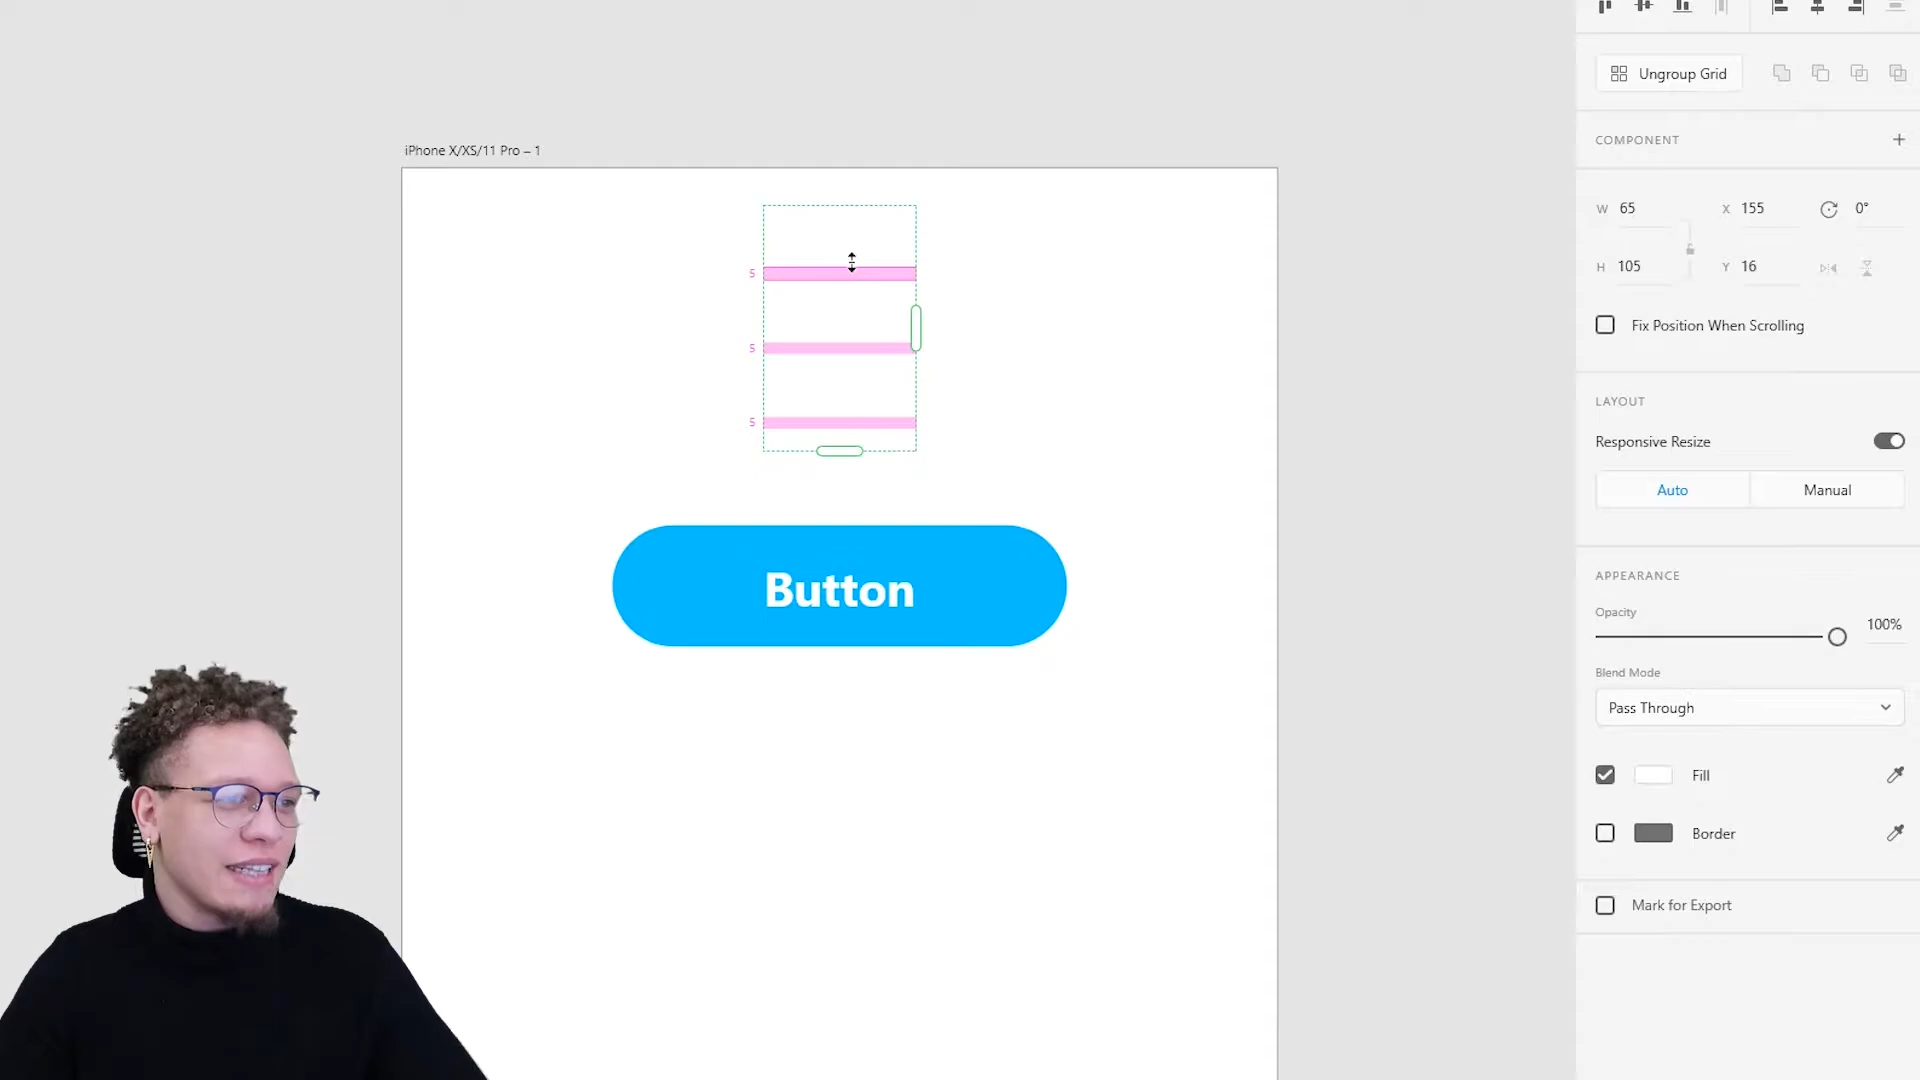 Ungroup Grid
iPhone X/XS/11 Pro – 1
COMPONENT
W 65 X 155 0°
H 105 Y 16
5
5
5
Fix Position When Scrolling
LAYOUT
Responsive Resize
Auto Manual
Button
APPEARANCE
Opacity
100%
Blend Mode
Pass Through
Fill
Border
Mark for Export